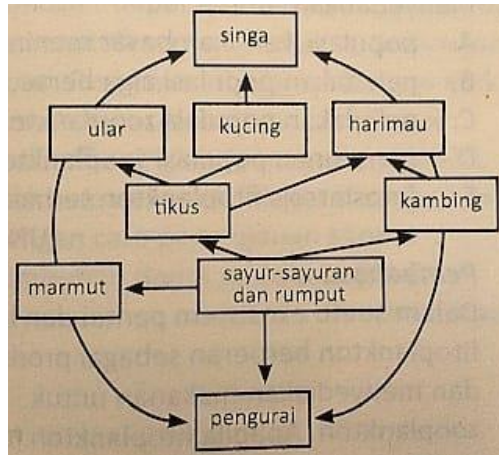 singa
ular
kucing
harimau
tikus
kambing
marmut
sayur-sayuran
dan rumput
pengurai